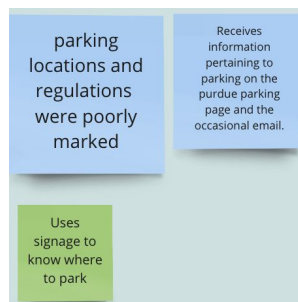 parking
locations and
regulations
were poorly
marked
Receives
information
pertaining to
parking on the
purdue parking
page and the
occasional email.
Uses
signage to
know where
to park